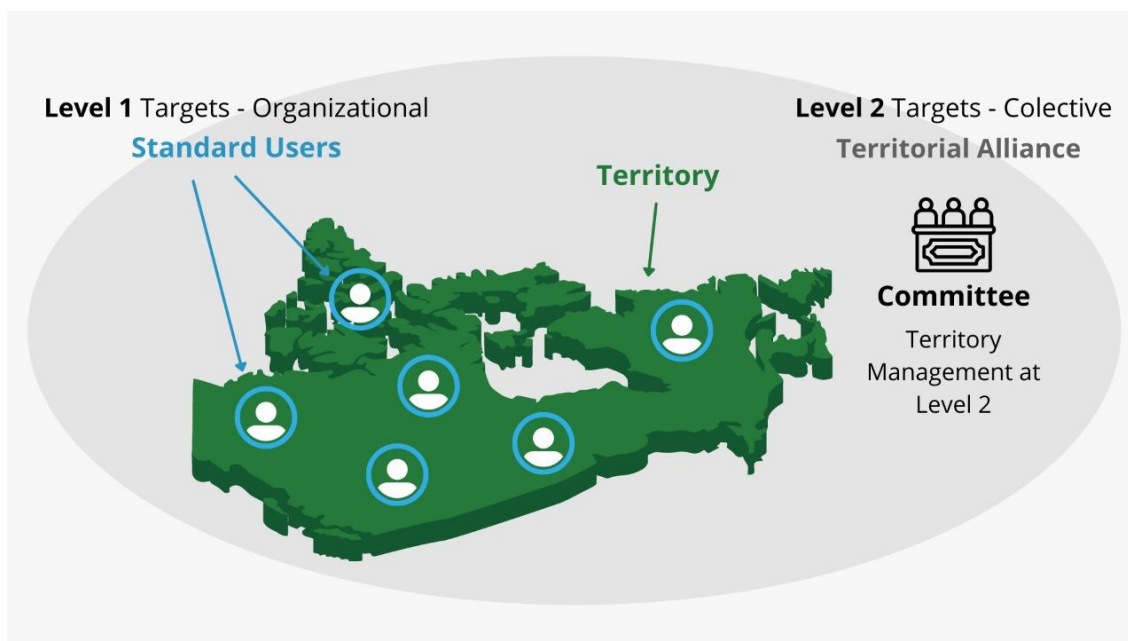 Level 1 Targets - Organizational
Standard Users
Level 2 Targets - Colective
Territorial Alliance
Territory
Committee
Territory
Management at
Level 2